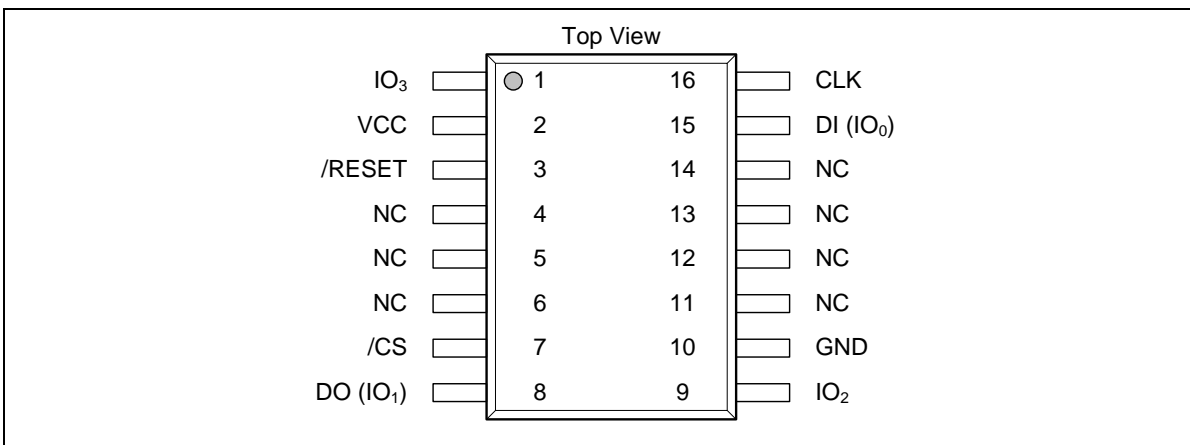 Top View
IO₃ 1 16 CLK
VCC 2 15 DI (IO₀)
/RESET 3 14 NC
NC 4 13 NC
NC 5 12 NC
NC 6 11 NC
/CS 7 10 GND
DO (IO₁) 8 9 IO₂